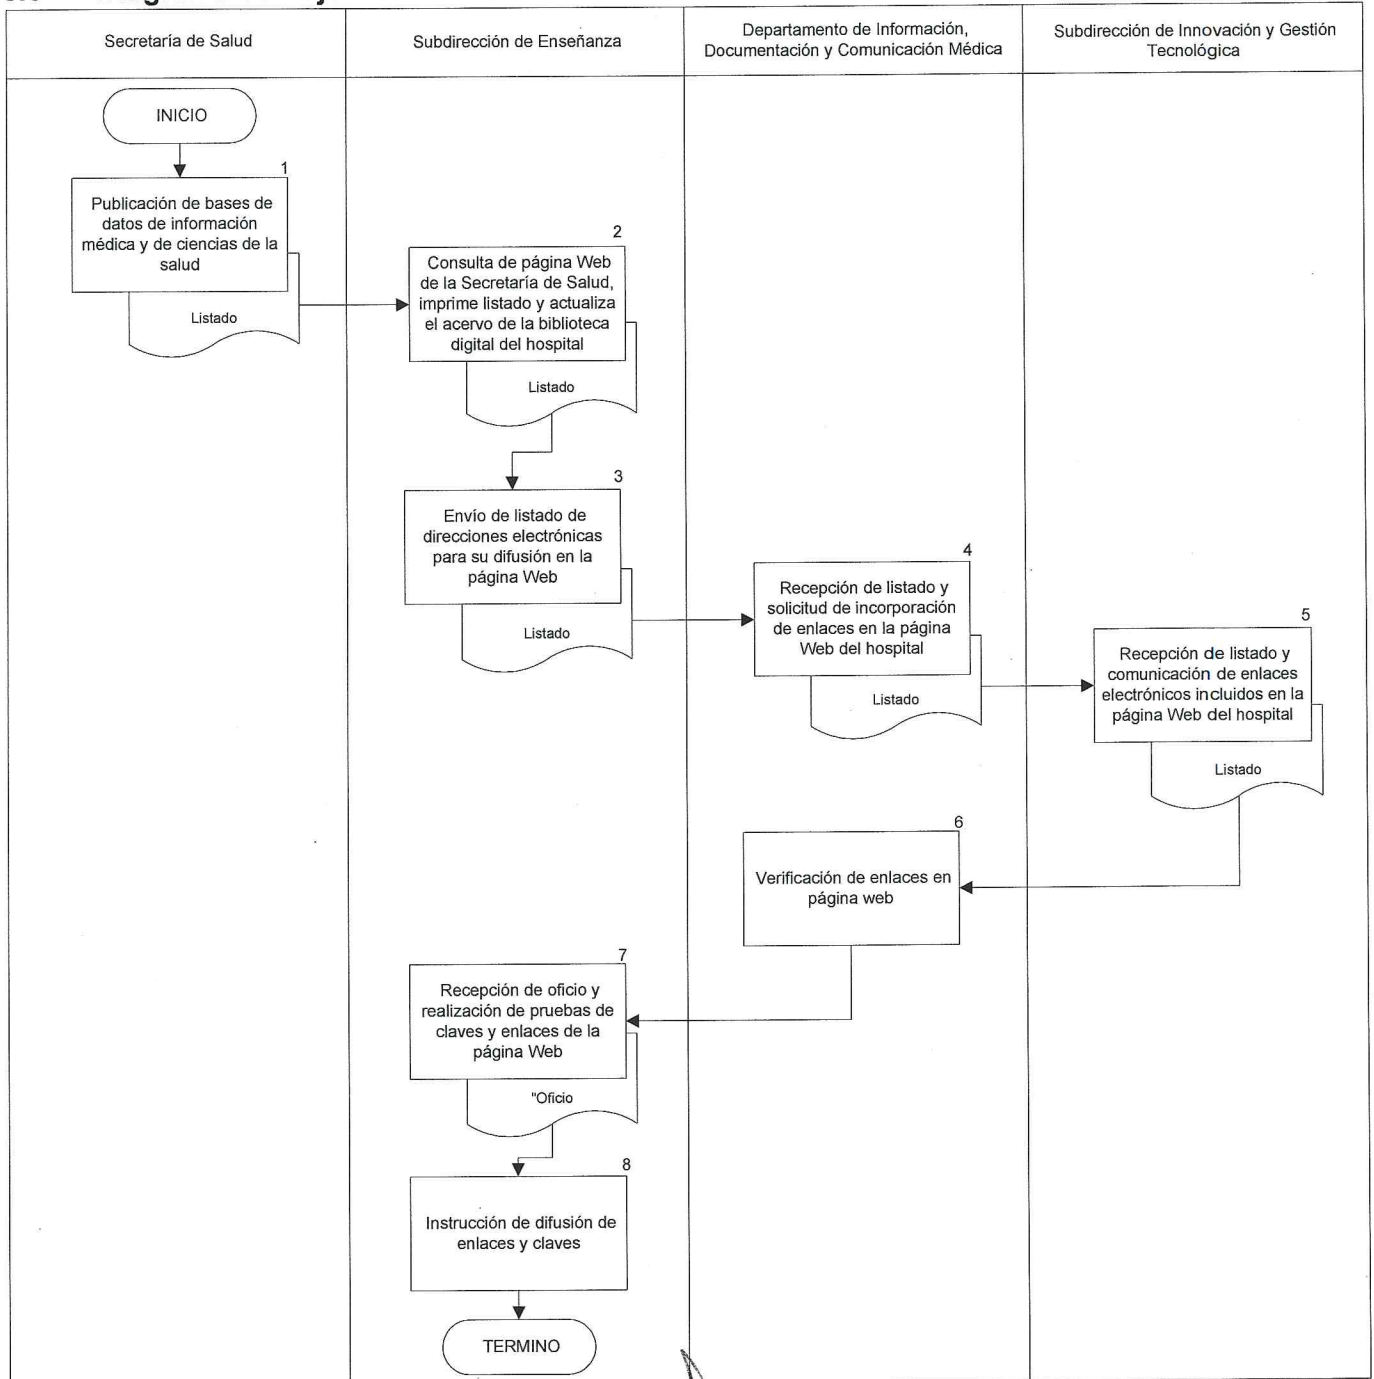 Secretaría de Salud
Subdirección de Enseñanza
Departamento de Información,
Documentación y Comunicación Médica
Subdirección de Innovación y Gestión
Tecnológica
INICIO
1
Publicación de bases de
datos de información
médica y de ciencias de la
salud
Listado
2
Consulta de página Web
de la Secretaría de Salud,
imprime listado y actualiza
el acervo de la biblioteca
digital del hospital
Listado
3
Envío de listado de
direcciones electrónicas
para su difusión en la
página Web
Listado
4
Recepción de listado y
solicitud de incorporación
de enlaces en la página
Web del hospital
Listado
5
Recepción de listado y
comunicación de enlaces
electrónicos incluidos en la
página Web del hospital
Listado
6
Verificación de enlaces en
página web
7
Recepción de oficio y
realización de pruebas de
claves y enlaces de la
página Web
"Oficio
8
Instrucción de difusión de
enlaces y claves
TERMINO